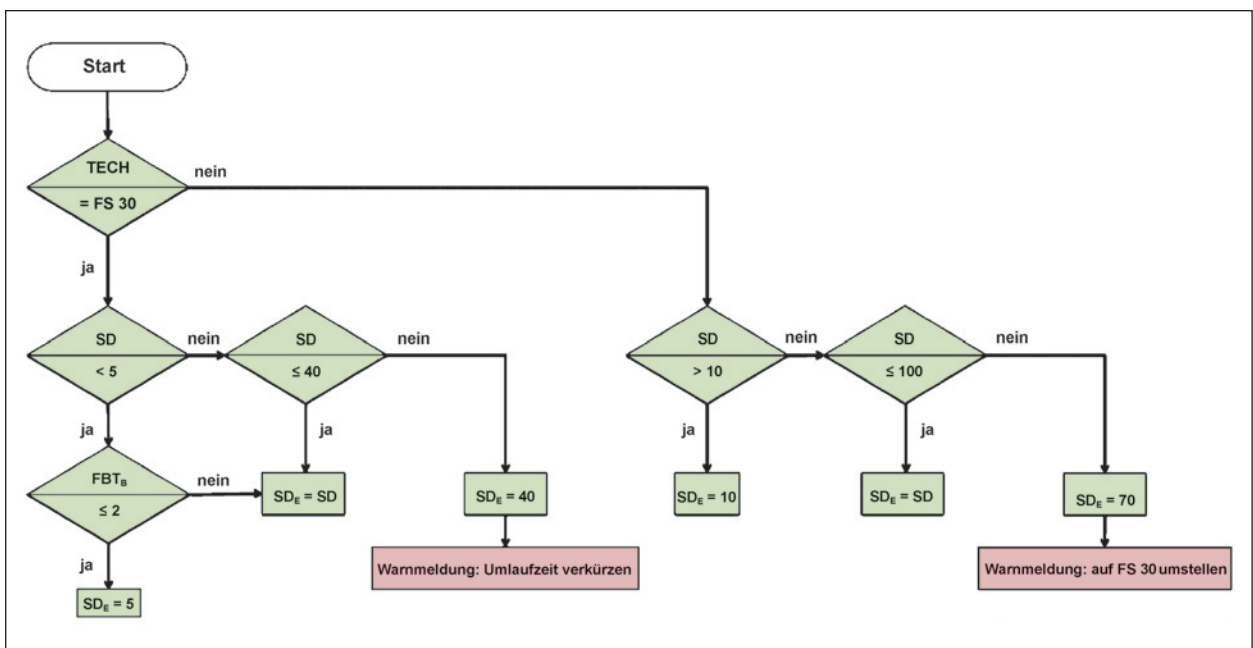 Start
TECH
= FS 30
nein
ja
SD
< 5
nein
SD
≤ 40
nein
SD
> 10
nein
SD
≤ 100
nein
ja
ja
ja
ja
FBT_B
≤ 2
nein
SD_E = SD
SD_E = 40
SD_E = 10
SD_E = SD
SD_E = 70
ja
SD_E = 5
Warnmeldung: Umlaufzeit verkürzen
Warnmeldung: auf FS 30 umstellen